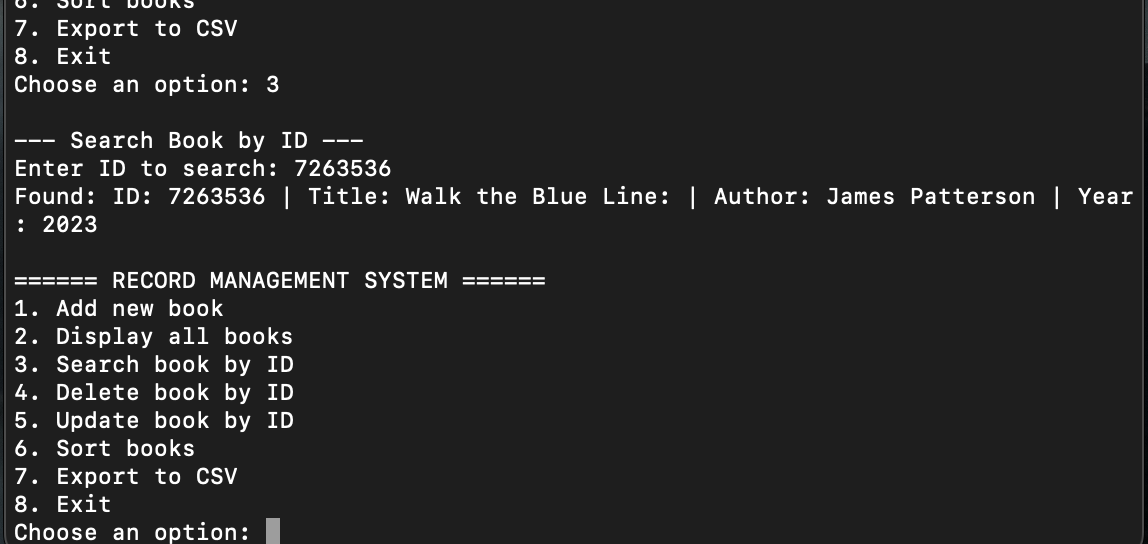 6. Sort books
7. Export to CSV
8. Exit
Choose an option: 3
--- Search Book by ID ---
Enter ID to search: 7263536
Found: ID: 7263536 | Title: Walk the Blue Line: | Author: James Patterson | Year
: 2023
====== RECORD MANAGEMENT SYSTEM ======
1. Add new book
2. Display all books
3. Search book by ID
4. Delete book by ID
5. Update book by ID
6. Sort books
7. Export to CSV
8. Exit
Choose an option: